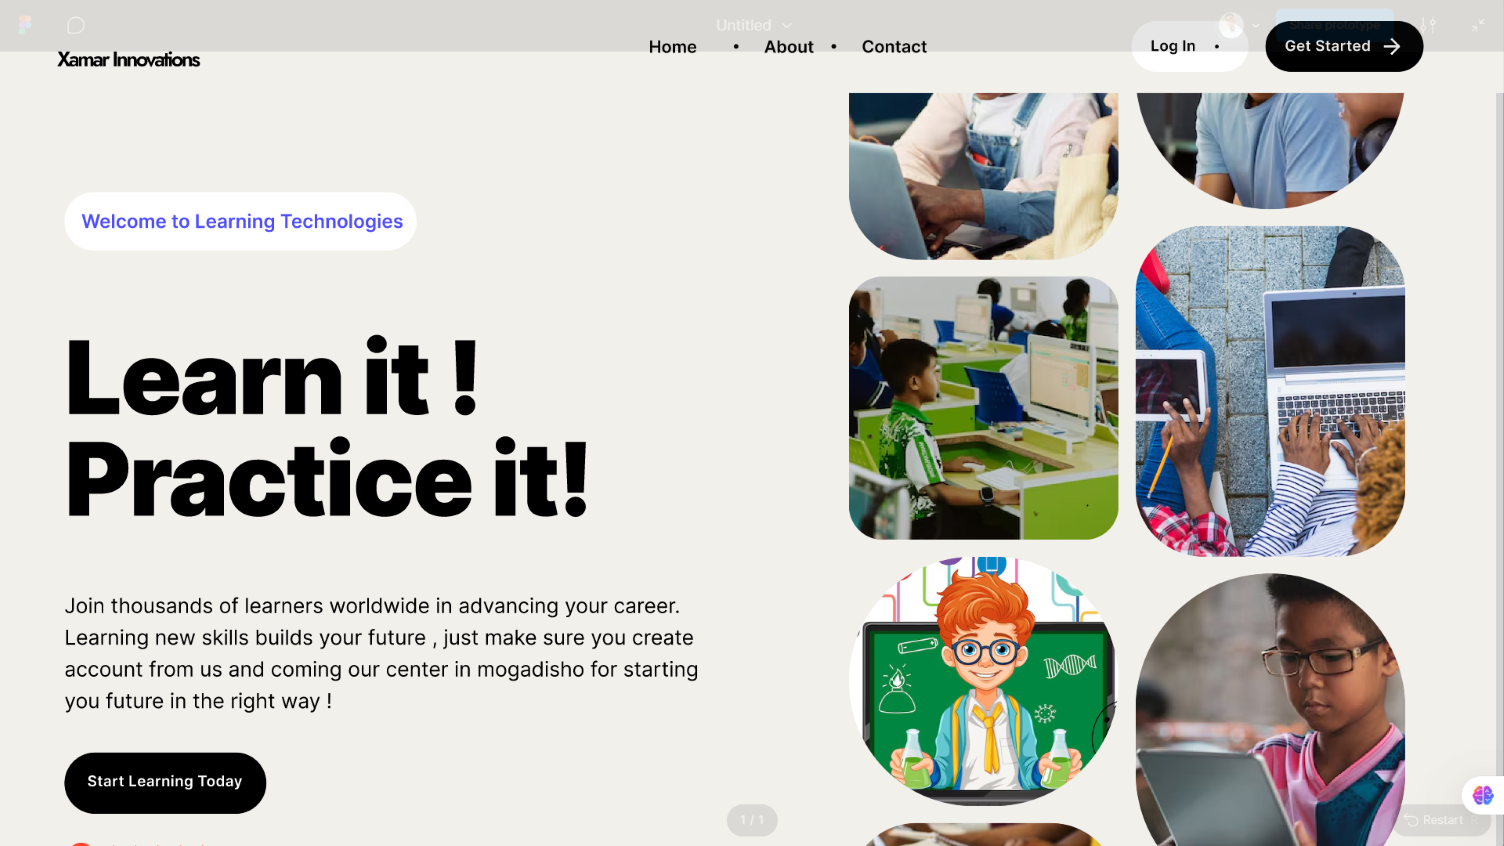 Untitled
Share prototype
Xamar Innovations
Home • About • Contact
Log In •
Get Started
Welcome to Learning Technologies
Learn it !
Practice it!
Join thousands of learners worldwide in advancing your career.
Learning new skills builds your future , just make sure you create
account from us and coming our center in mogadisho for starting
you future in the right way !
Start Learning Today
1 / 1
Restart